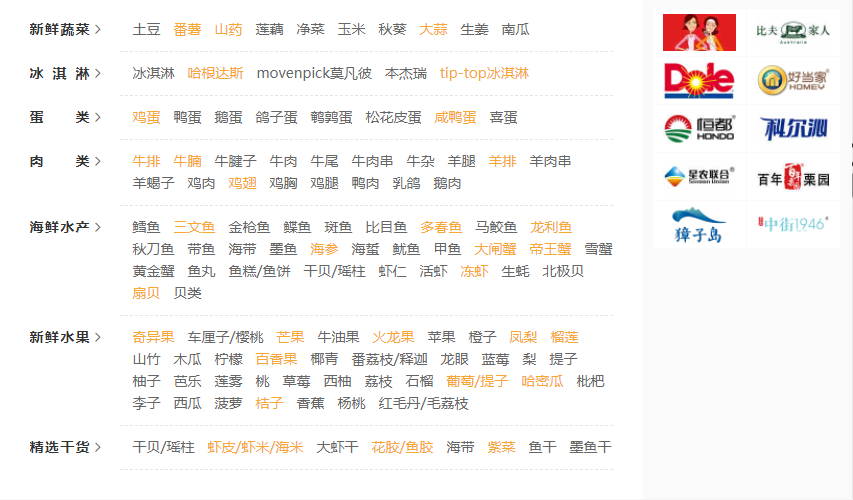 新鲜蔬菜 > 土豆 番薯 山药 莲藕 净菜 玉米 秋葵 大蒜 生姜 南瓜
冰淇淋 > 冰淇淋 哈根达斯 movenpick莫凡彼 本杰瑞 tip-top冰淇淋
蛋类 > 鸡蛋 鸭蛋 鹅蛋 鸽子蛋 鹌鹑蛋 松花皮蛋 咸鸭蛋 喜蛋
肉类 > 牛排 牛腩 牛腱子 牛肉 牛尾 牛肉串 牛杂 羊腿 羊排 羊肉串
羊蝎子 鸡肉 鸡翅 鸡胸 鸡腿 鸭肉 乳鸽 鹅肉
海鲜水产 > 鳕鱼 三文鱼 金枪鱼 鲽鱼 斑鱼 比目鱼 多春鱼 马鲛鱼 龙利鱼
秋刀鱼 带鱼 海带 墨鱼 海参 海蜇 鱿鱼 甲鱼 大闸蟹 帝王蟹 雪蟹
黄金蟹 鱼丸 鱼糕/鱼饼 干贝/瑶柱 虾仁 活虾 冻虾 生蚝 北极贝
扇贝 贝类
新鲜水果 > 奇异果 车厘子/樱桃 芒果 牛油果 火龙果 苹果 橙子 凤梨 榴莲
山竹 木瓜 柠檬 百香果 椰青 番荔枝/释迦 龙眼 蓝莓 梨 提子
柚子 芭乐 莲雾 桃 草莓 西柚 荔枝 石榴 葡萄/提子 哈密瓜 枇杷
李子 西瓜 菠萝 桔子 香蕉 杨桃 红毛丹/毛荔枝
精选干货 > 干贝/瑶柱 虾皮/虾米/海米 大虾干 花胶/鱼胶 海带 紫菜 鱼干 墨鱼干
比夫家人
Australia
Dole
好当家
HOMEY
恒都
HONDO
科尔沁
星农联合
Senson Union
百年栗园
獐子岛
中街1946